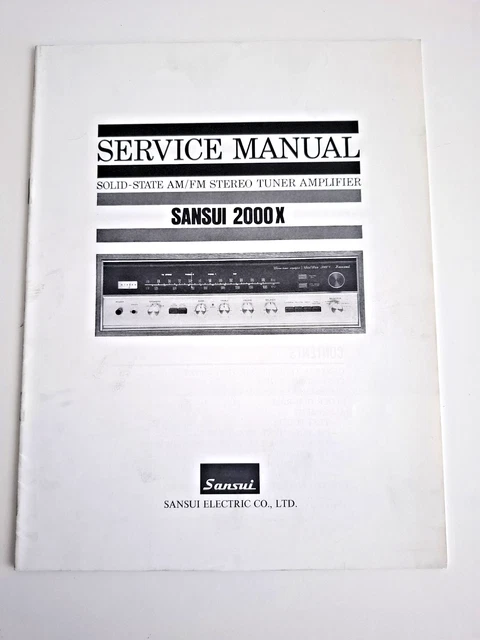 SERVICE MANUAL
SOLID-STATE AM/FM STEREO TUNER AMPLIFIER
SANSUI 2000X
Sansui
SANSUI ELECTRIC CO., LTD.